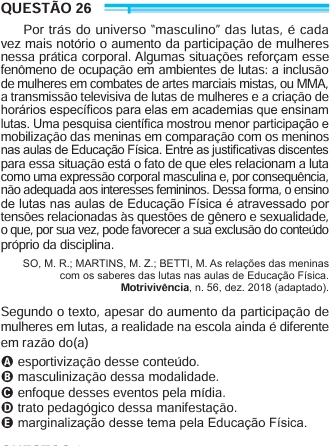 QUESTÃO 26
Por trás do universo “masculino” das lutas, é cada
vez mais notório o aumento da participação de mulheres
nessa prática corporal. Algumas situações reforçam esse
fenômeno de ocupação em ambientes de lutas: a inclusão
de mulheres em combates de artes marciais mistas, ou MMA,
a transmissão televisiva de lutas de mulheres e a criação de
horários específicos para elas em academias que ensinam
lutas. Uma pesquisa científica mostrou menor participação e
mobilização das meninas em comparação com os meninos
nas aulas de Educação Física. Entre as justificativas discentes
para essa situação está o fato de que eles relacionam a luta
como uma expressão corporal masculina e, por consequência,
não adequada aos interesses femininos. Dessa forma, o ensino
de lutas nas aulas de Educação Física é atravessado por
tensões relacionadas às questões de gênero e sexualidade,
o que, por sua vez, pode favorecer a sua exclusão do conteúdo
próprio da disciplina.
SO, M. R.; MARTINS, M. Z.; BETTI, M. As relações das meninas
com os saberes das lutas nas aulas de Educação Física.
Motrivivência, n. 56, dez. 2018 (adaptado).
Segundo o texto, apesar do aumento da participação de
mulheres em lutas, a realidade na escola ainda é diferente
em razão do(a)
A esportivização desse conteúdo.
B masculinização dessa modalidade.
C enfoque desses eventos pela mídia.
D trato pedagógico dessa manifestação.
E marginalização desse tema pela Educação Física.